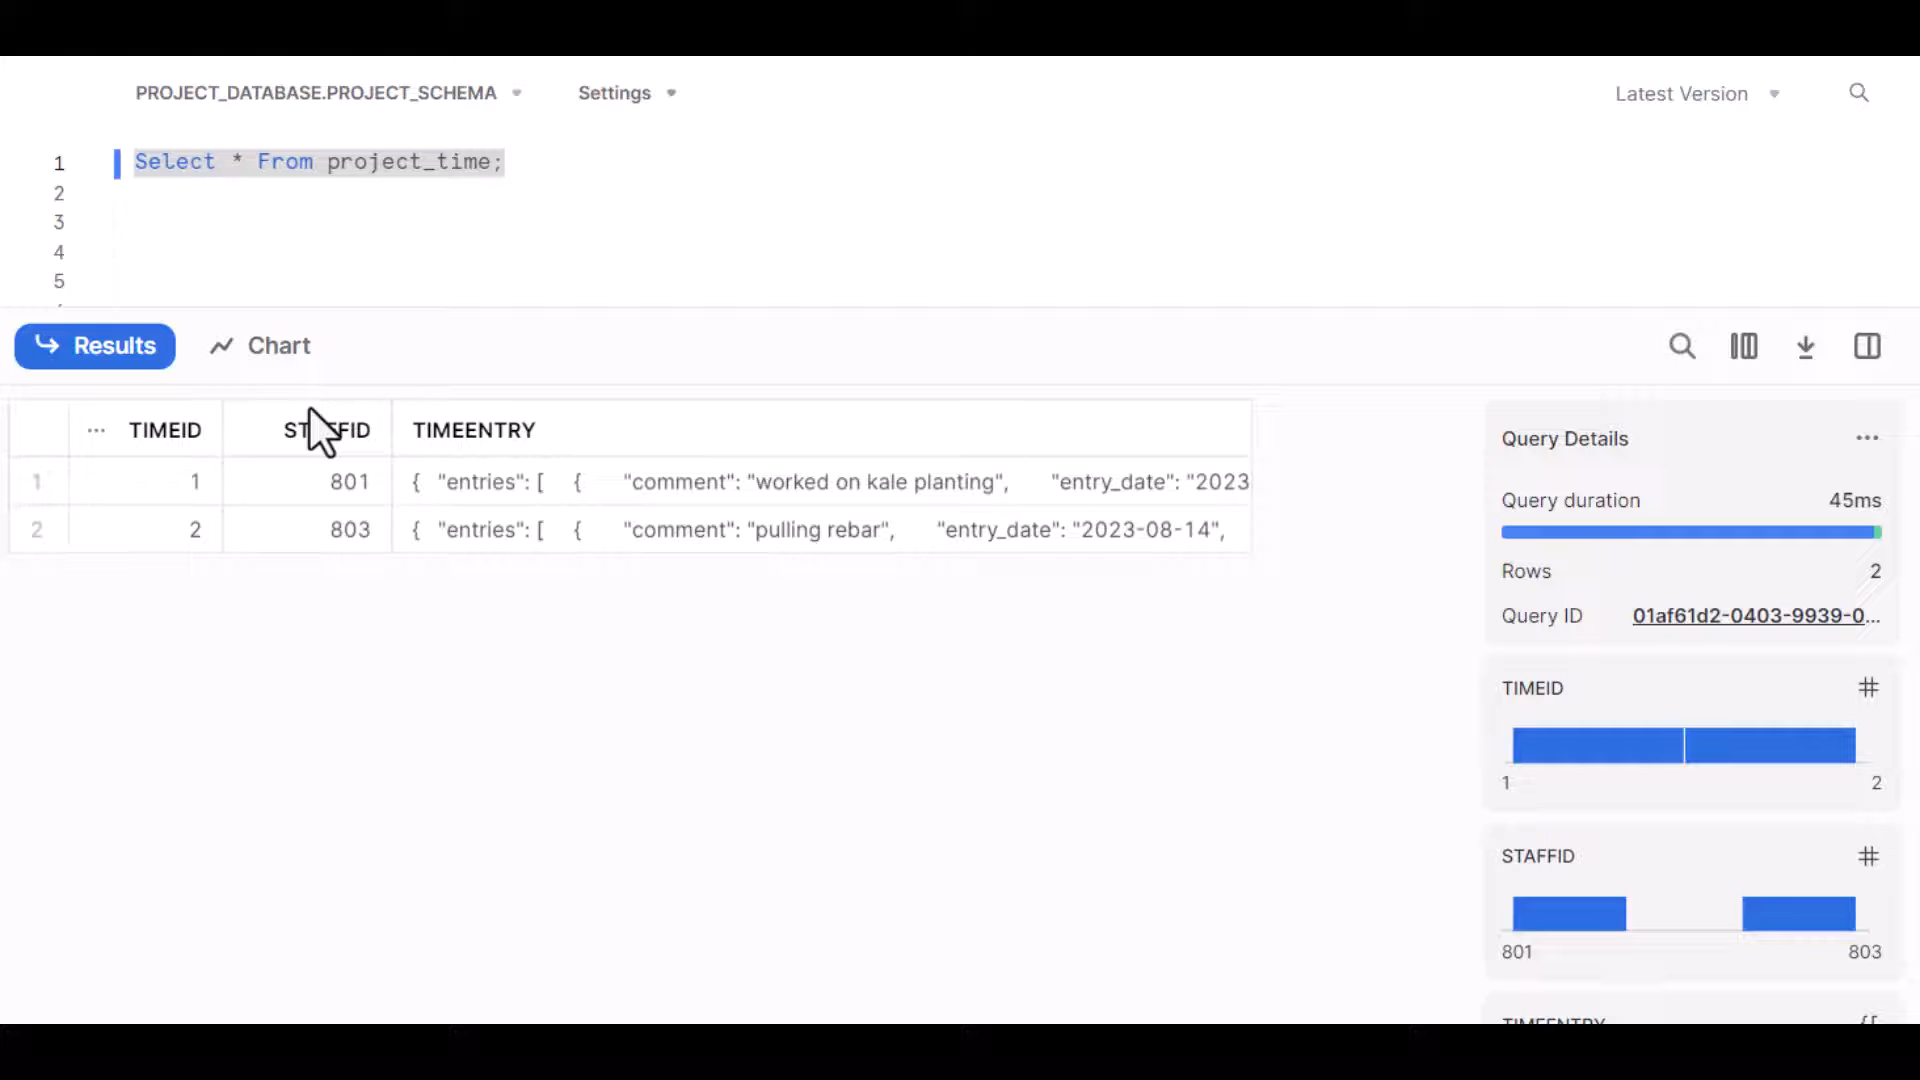 PROJECT_DATABASE.PROJECT_SCHEMA Settings Latest Version
1 Select * From project_time;
2
3
4
5
Results Chart
... TIMEID STAFFID TIMEENTRY
1 1 801 { "entries": [ { "comment": "worked on kale planting", "entry_date": "2023
2 2 803 { "entries": [ { "comment": "pulling rebar", "entry_date": "2023-08-14",
Query Details ...
Query duration 45ms
Rows 2
Query ID 01af61d2-0403-9939-0...
TIMEID #
1 2
STAFFID #
801 803
TIMEENTRY